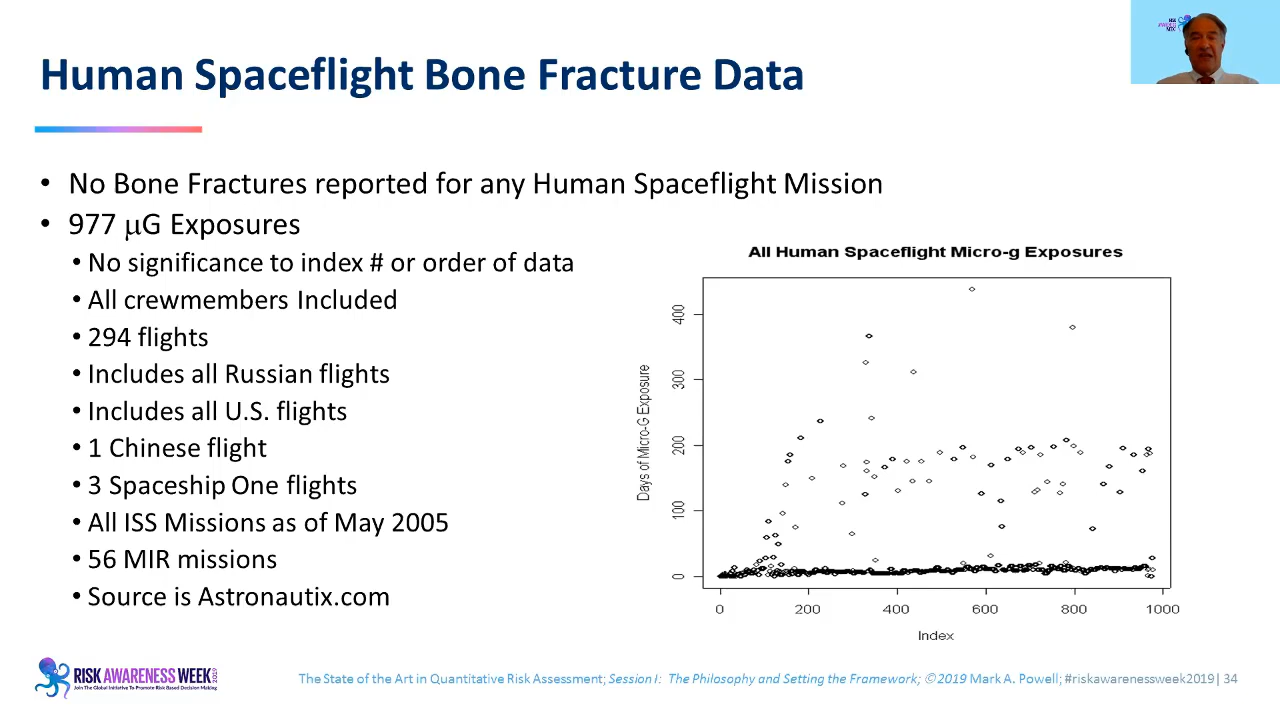 Human Spaceflight Bone Fracture Data
• No Bone Fractures reported for any Human Spaceflight Mission
• 977 μG Exposures
• No significance to index # or order of data
• All crewmembers Included
• 294 flights
• Includes all Russian flights
• Includes all U.S. flights
• 1 Chinese flight
• 3 Spaceship One flights
• All ISS Missions as of May 2005
• 56 MIR missions
• Source is Astronautix.com
All Human Spaceflight Micro-g Exposures
Days of Micro-G Exposure
400
300
200
100
0
0 200 400 600 800 1000
Index
RISK AWARENESS WEEK 2019
Join The Global Initiative To Promote Risk Based Decision Making
The State of the Art in Quantitative Risk Assessment; Session I: The Philosophy and Setting the Framework; ©2019 Mark A. Powell; #riskawarenessweek2019| 34